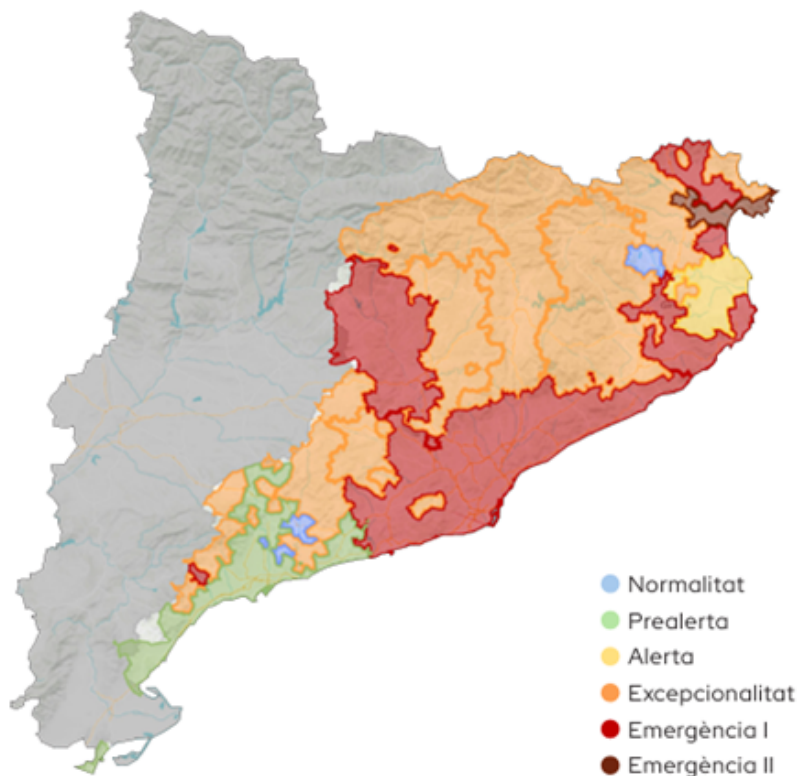 Normalitat
Prealerta
Alerta
Excepcionalitat
Emergència I
Emergència II